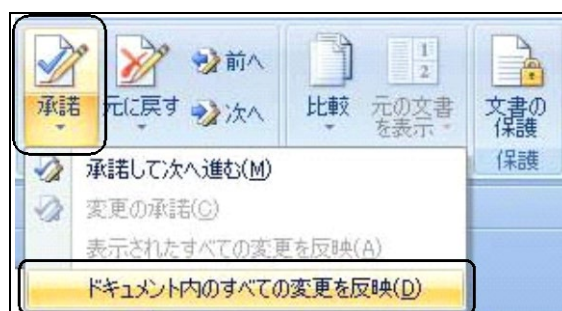 承諾
元に戻す
前へ
次へ
比較
1
2
元の文書
を表示
文書の
保護
保護
承諾して次へ進む(M)
変更の承諾(C)
表示されたすべての変更を反映(A)
ドキュメント内のすべての変更を反映(D)